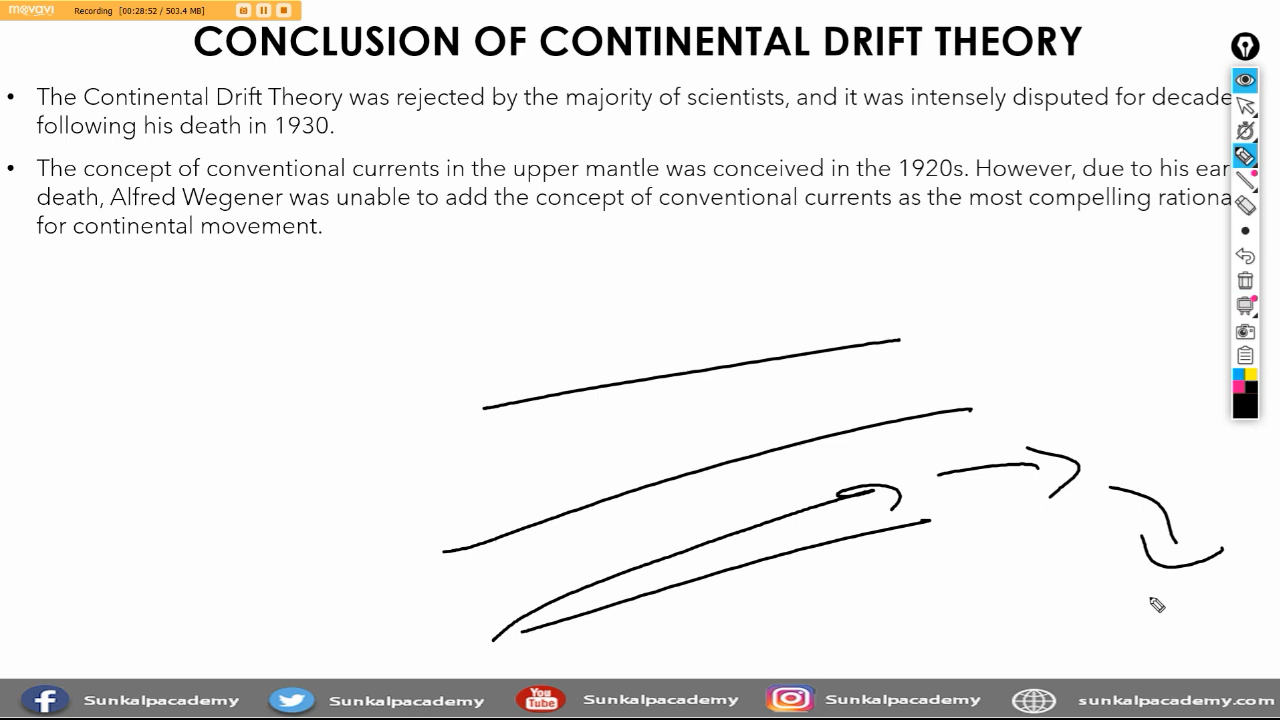 movavi Recording [00:28:52 / 503.4 MB]
CONCLUSION OF CONTINENTAL DRIFT THEORY
• The Continental Drift Theory was rejected by the majority of scientists, and it was intensely disputed for decade
following his death in 1930.
• The concept of conventional currents in the upper mantle was conceived in the 1920s. However, due to his ear
death, Alfred Wegener was unable to add the concept of conventional currents as the most compelling rationa
for continental movement.
Sunkalpacademy Sunkalpacademy You Tube Sunkalpacademy Sunkalpacademy sunkalpacademy.com